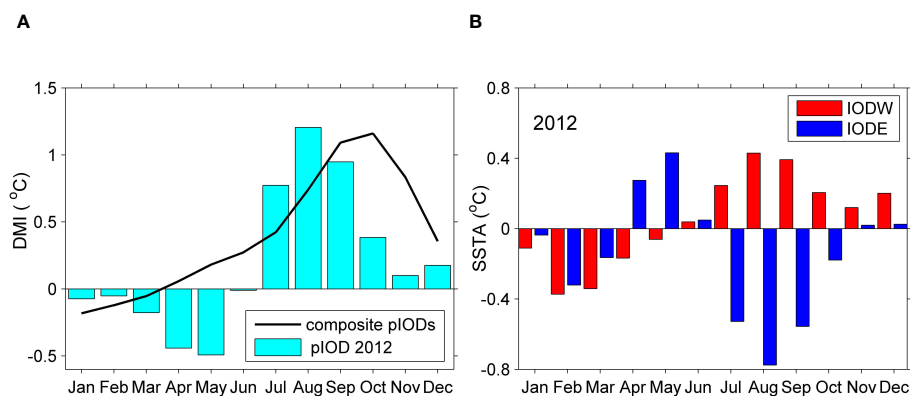 A
B
DMI ( °C)
1.5
1
0.5
0
-0.5
composite pIODs
pIOD 2012
Jan Feb Mar Apr May Jun Jul Aug Sep Oct Nov Dec
SSTA (°C)
0.8
0.4
0
-0.4
-0.8
2012
IODW
IODE
Jan Feb Mar Apr May Jun Jul Aug Sep Oct Nov Dec